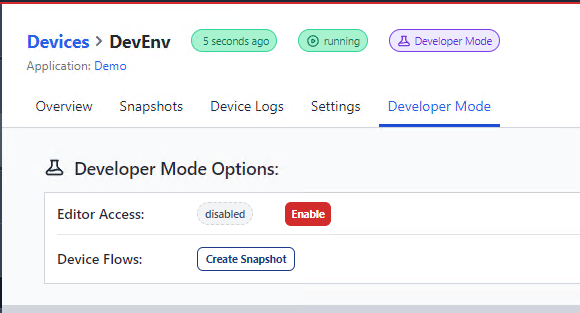 Devices > DevEnv 5 seconds ago running Developer Mode
Application: Demo
Overview Snapshots Device Logs Settings Developer Mode
Developer Mode Options:
Editor Access: disabled Enable
Device Flows: Create Snapshot